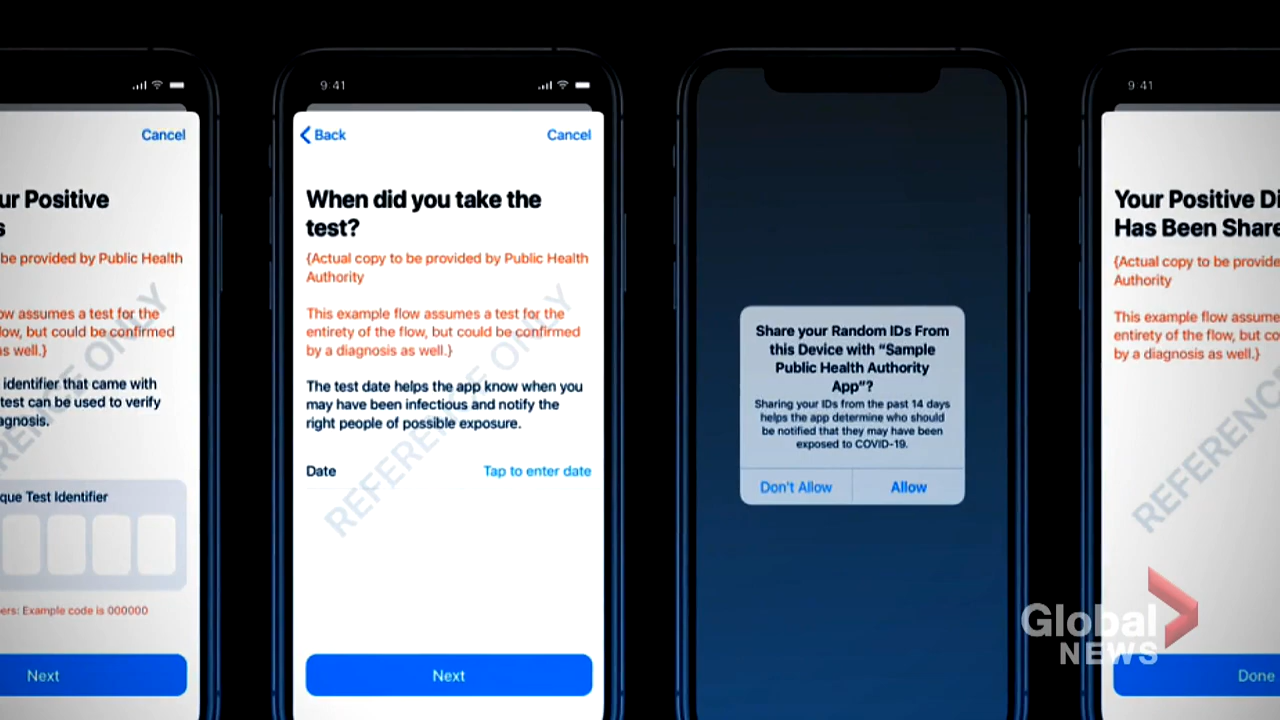 Cancel
ur Positive
s
be provided by Public Health
ow assumes a test for the
low, but could be confirmed
as well.}
identifier that came with
test can be used to verify
agnosis.
que Test Identifier
ers: Example code is 000000
Next
REFERENCE ONLY
9:41
Back
Cancel
When did you take the
test?
{Actual copy to be provided by Public Health
Authority
This example flow assumes a test for the
entirety of the flow, but could be confirmed
by a diagnosis as well.}
The test date helps the app know when you
may have been infectious and notify the
right people of possible exposure.
Date
Tap to enter date
REFERENCE ONLY
Next
Share your Random IDs From
this Device with “Sample
Public Health Authority
App”?
Sharing your IDs from the past 14 days
helps the app determine who should
be notified that they may have been
exposed to COVID-19.
Don't Allow
Allow
9:41
Your Positive Di
Has Been Share
{Actual copy to be provide
Authority
This example flow assume
entirety of the flow, but co
by a diagnosis as well.}
REFERENCE
Done
Global
NEWS